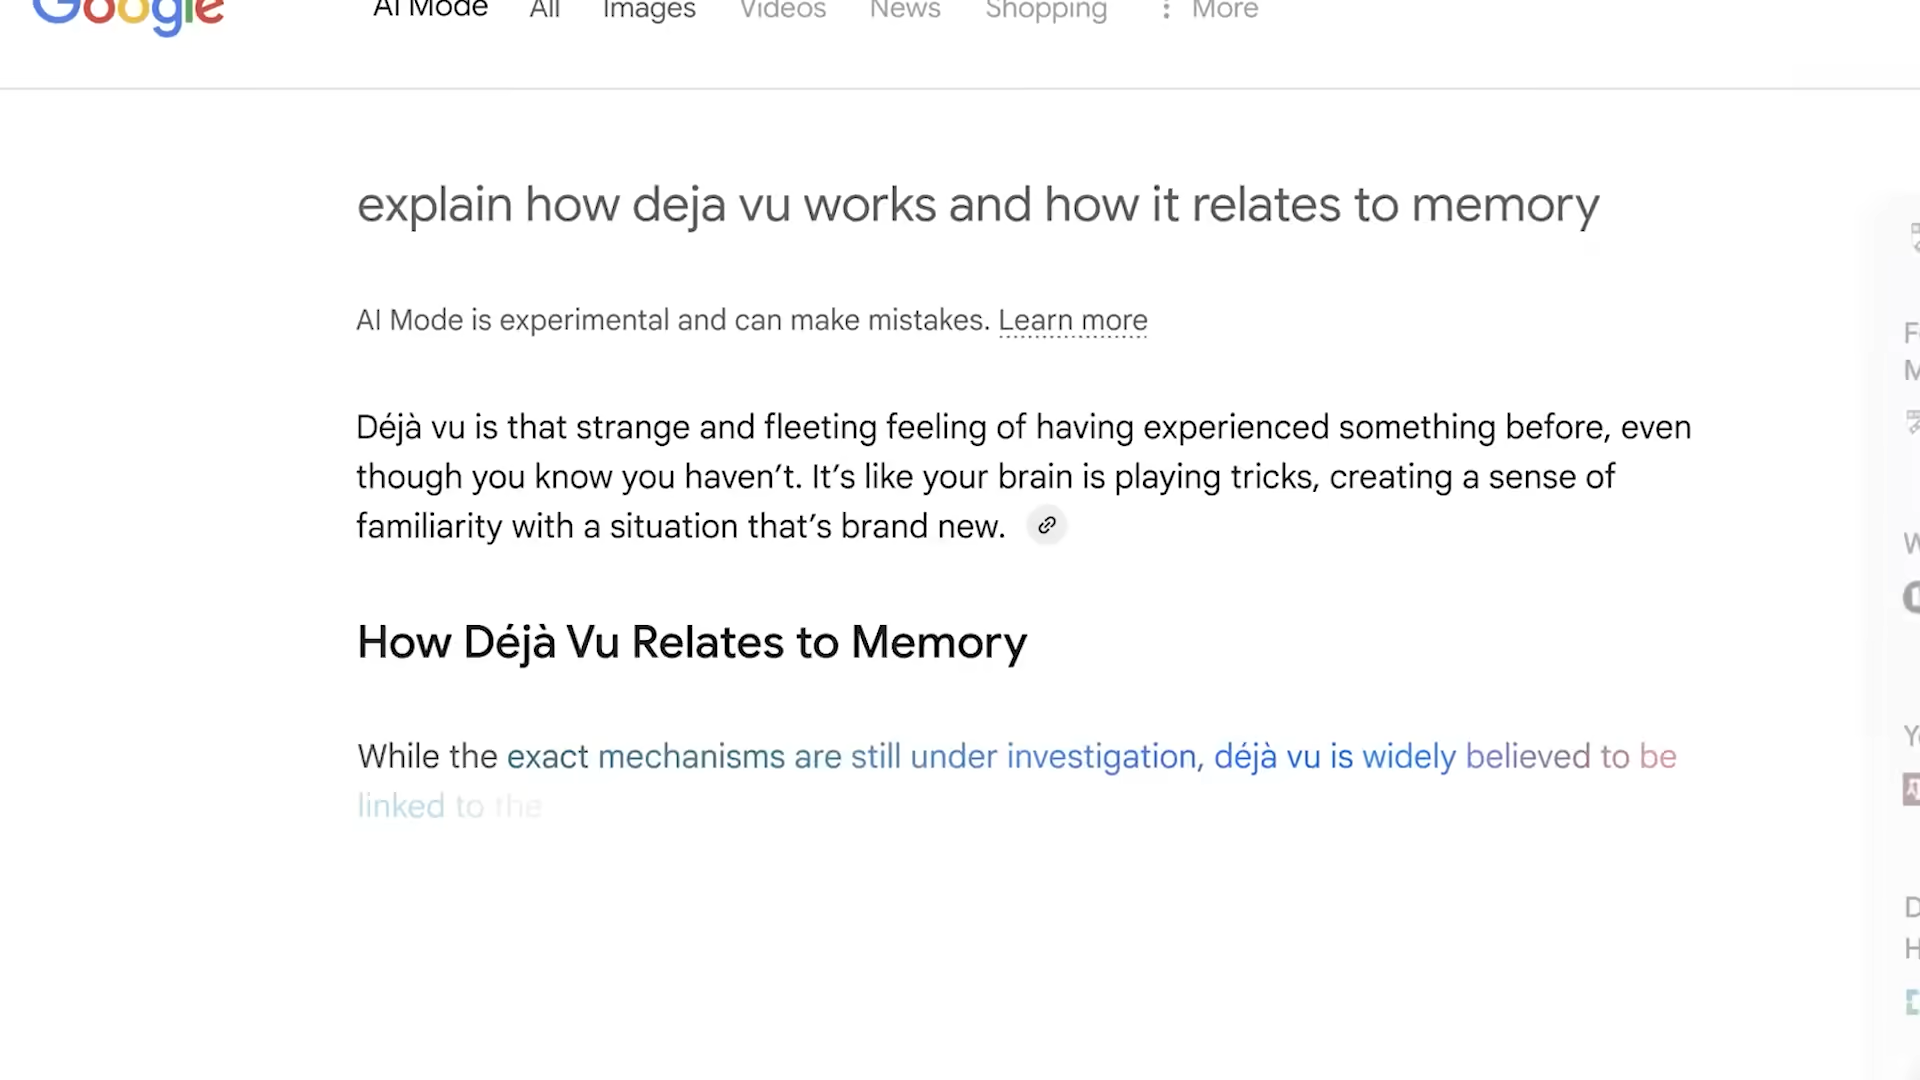 Google
AI Mode All Images Videos News Shopping More
explain how deja vu works and how it relates to memory
AI Mode is experimental and can make mistakes. Learn more
Déjà vu is that strange and fleeting feeling of having experienced something before, even
though you know you haven’t. It’s like your brain is playing tricks, creating a sense of
familiarity with a situation that’s brand new.
How Déjà Vu Relates to Memory
While the exact mechanisms are still under investigation, déjà vu is widely believed to be
linked to the